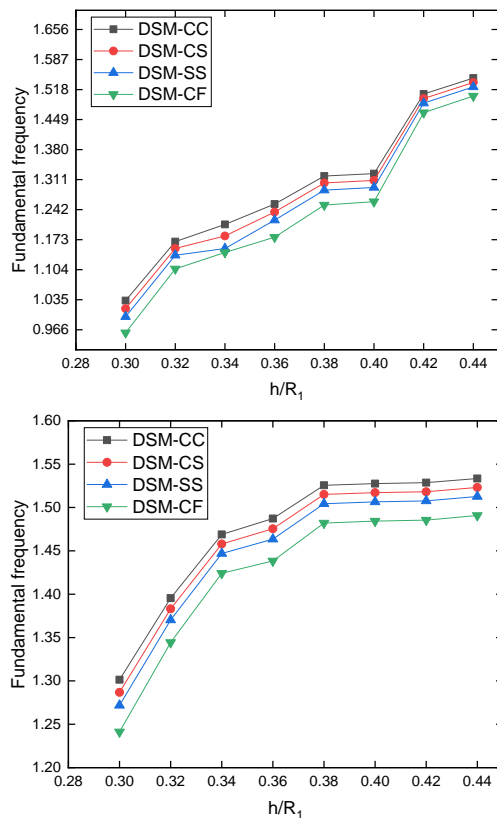 1.656
1.587
1.518
1.449
1.380
1.311
1.242
1.173
1.104
1.035
0.966
Fundamental frequency
DSM-CC
DSM-CS
DSM-SS
DSM-CF
0.28 0.30 0.32 0.34 0.36 0.38 0.40 0.42 0.44
h/R₁
1.60
1.55
1.50
1.45
1.40
1.35
1.30
1.25
1.20
Fundamental frequency
DSM-CC
DSM-CS
DSM-SS
DSM-CF
0.28 0.30 0.32 0.34 0.36 0.38 0.40 0.42 0.44
h/R₁